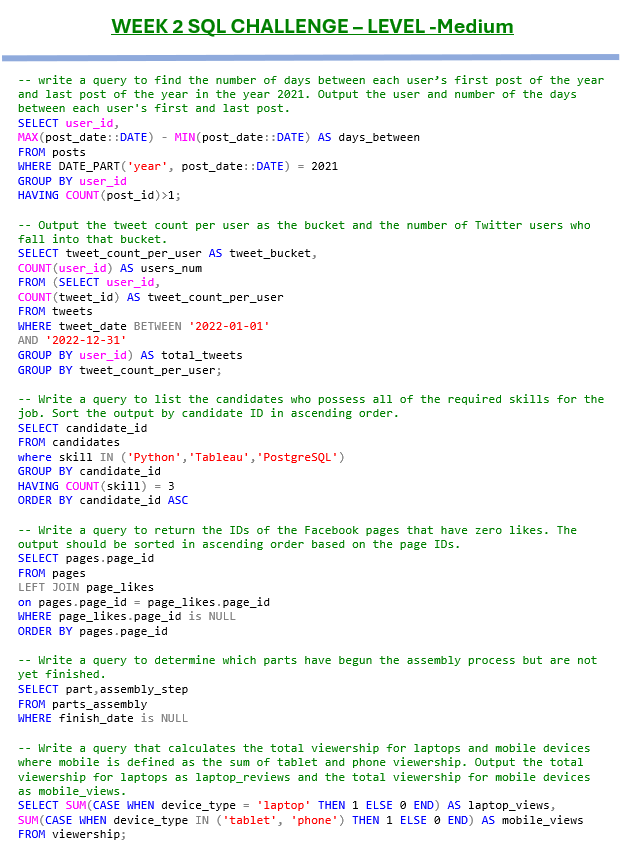 WEEK 2 SQL CHALLENGE – LEVEL -Medium
-- write a query to find the number of days between each user’s first post of the year
and last post of the year in the year 2021. Output the user and number of the days
between each user's first and last post.
SELECT user_id,
MAX(post_date::DATE) - MIN(post_date::DATE) AS days_between
FROM posts
WHERE DATE_PART('year', post_date::DATE) = 2021
GROUP BY user_id
HAVING COUNT(post_id)>1;
-- Output the tweet count per user as the bucket and the number of Twitter users who
fall into that bucket.
SELECT tweet_count_per_user AS tweet_bucket,
COUNT(user_id) AS users_num
FROM (SELECT user_id,
COUNT(tweet_id) AS tweet_count_per_user
FROM tweets
WHERE tweet_date BETWEEN '2022-01-01'
AND '2022-12-31'
GROUP BY user_id) AS total_tweets
GROUP BY tweet_count_per_user;
-- Write a query to list the candidates who possess all of the required skills for the
job. Sort the output by candidate ID in ascending order.
SELECT candidate_id
FROM candidates
where skill IN ('Python','Tableau','PostgreSQL')
GROUP BY candidate_id
HAVING COUNT(skill) = 3
ORDER BY candidate_id ASC
-- Write a query to return the IDs of the Facebook pages that have zero likes. The
output should be sorted in ascending order based on the page IDs.
SELECT pages.page_id
FROM pages
LEFT JOIN page_likes
on pages.page_id = page_likes.page_id
WHERE page_likes.page_id is NULL
ORDER BY pages.page_id
-- Write a query to determine which parts have begun the assembly process but are not
yet finished.
SELECT part,assembly_step
FROM parts_assembly
WHERE finish_date is NULL
-- Write a query that calculates the total viewership for laptops and mobile devices
where mobile is defined as the sum of tablet and phone viewership. Output the total
viewership for laptops as laptop_reviews and the total viewership for mobile devices
as mobile_views.
SELECT SUM(CASE WHEN device_type = 'laptop' THEN 1 ELSE 0 END) AS laptop_views,
SUM(CASE WHEN device_type IN ('tablet', 'phone') THEN 1 ELSE 0 END) AS mobile_views
FROM viewership;